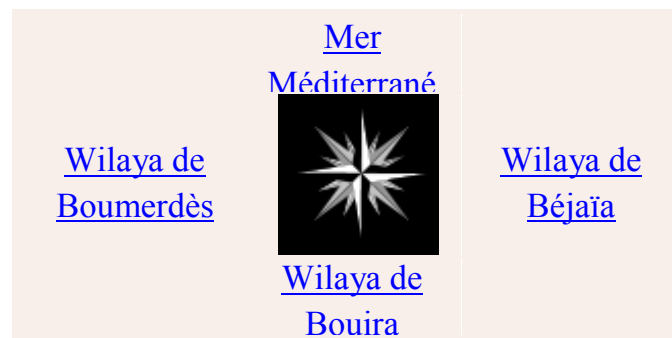 Mer
Méditerrané
Wilaya de
Boumerdès
Wilaya de
Béjaïa
Wilaya de
Bouira